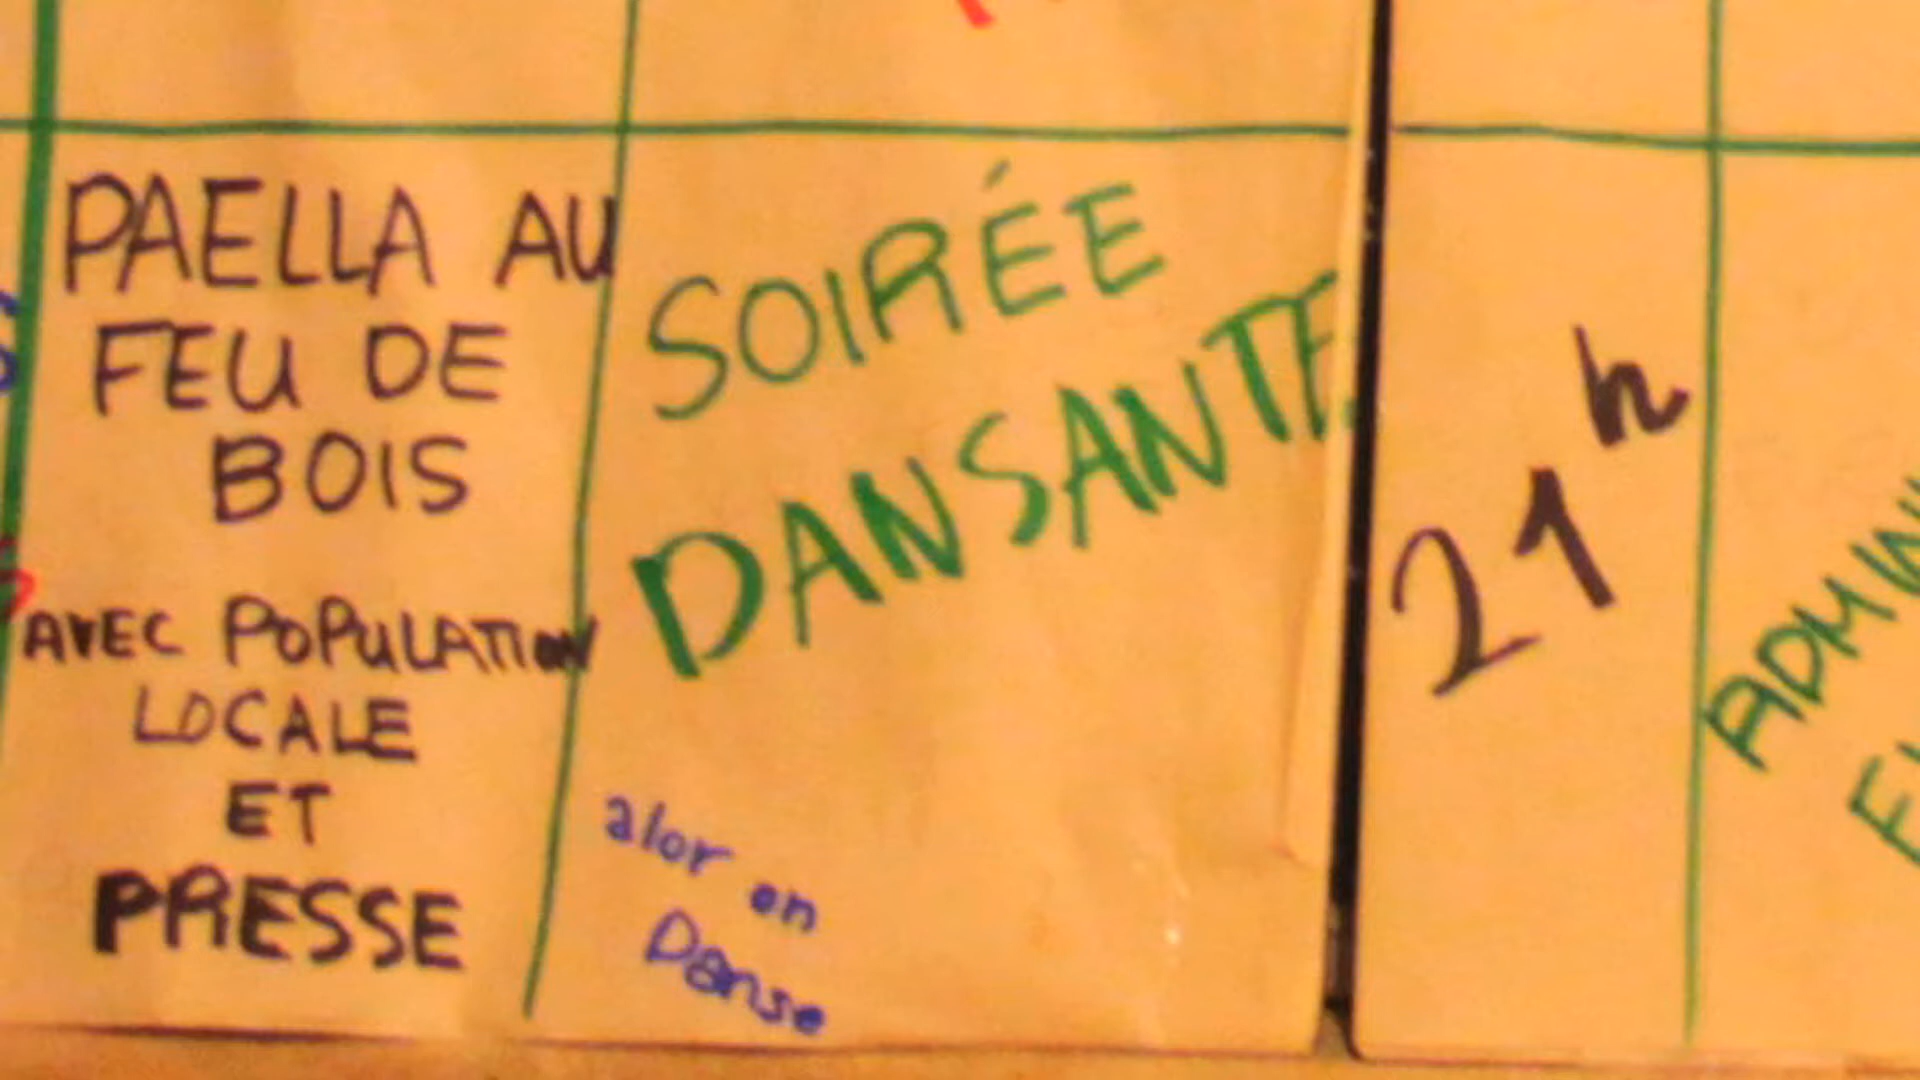 PAELLA AU
FEU DE
BOIS
AVEC POPULATION
LOCALE
ET
PRESSE
SOIRÉE
DANSANTE
alor on
Danse
21h